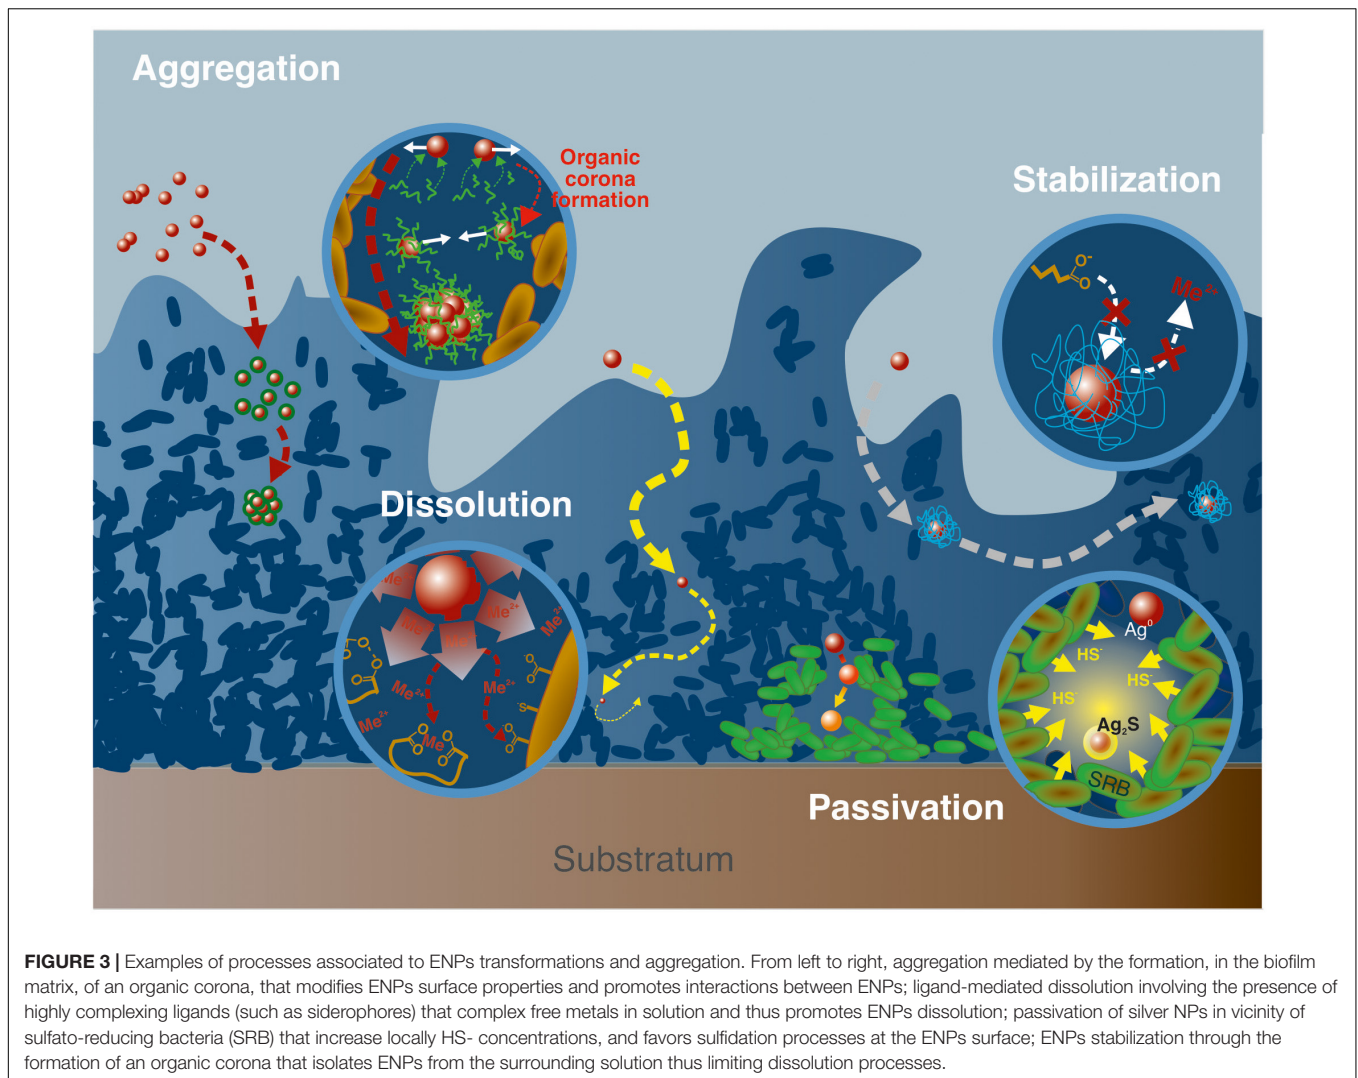 Aggregation
Organic
corona
formation
Stabilization
O-
O
Me 2+
Dissolution
Me
Me
Me2+
Me2+
O
O
O
Me2+
Me2+
Me2+
O
O
Me
O
O
S
O
O
Ag0
HS-
HS-
HS-
Ag2S
SRB
Passivation
Substratum
FIGURE 3 | Examples of processes associated to ENPs transformations and aggregation. From left to right, aggregation mediated by the formation, in the biofilm
matrix, of an organic corona, that modifies ENPs surface properties and promotes interactions between ENPs; ligand-mediated dissolution involving the presence of
highly complexing ligands (such as siderophores) that complex free metals in solution and thus promotes ENPs dissolution; passivation of silver NPs in vicinity of
sulfato-reducing bacteria (SRB) that increase locally HS- concentrations, and favors sulfidation processes at the ENPs surface; ENPs stabilization through the
formation of an organic corona that isolates ENPs from the surrounding solution thus limiting dissolution processes.